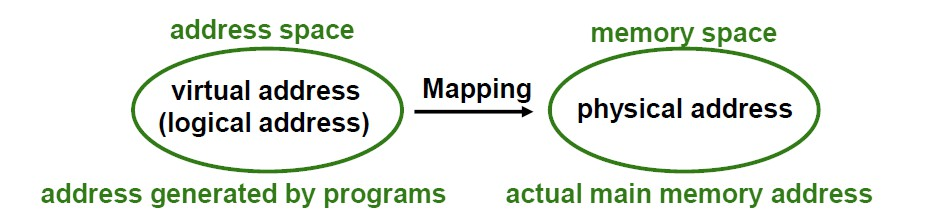 address space
virtual address
(logical address)
address generated by programs
Mapping
memory space
physical address
actual main memory address